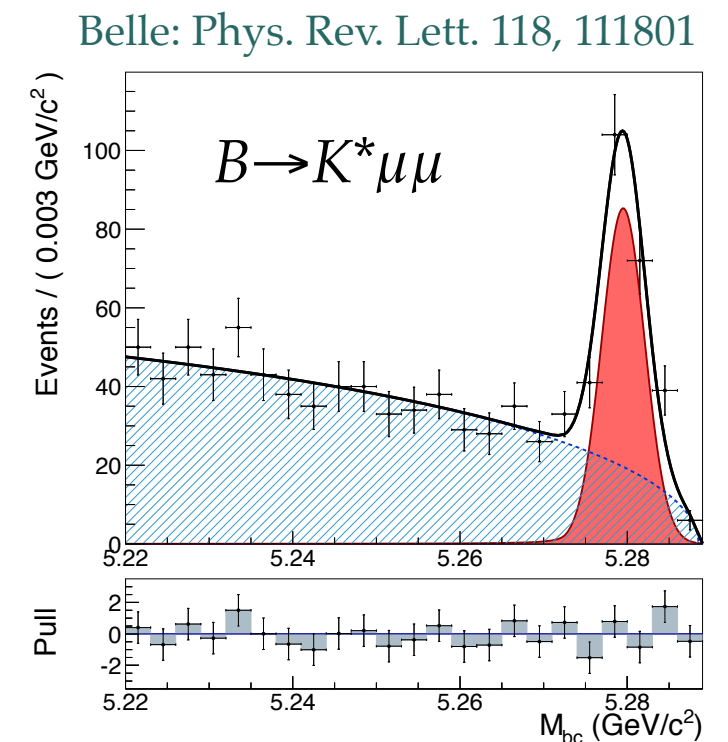 Belle: Phys. Rev. Lett. 118, 111801
Events / ( 0.003 GeV/c² )
100
80
60
40
20
0
B→K*μμ
5.22 5.24 5.26 5.28
Pull
2
0
-2
5.22 5.24 5.26 5.28
M_bc (GeV/c²)